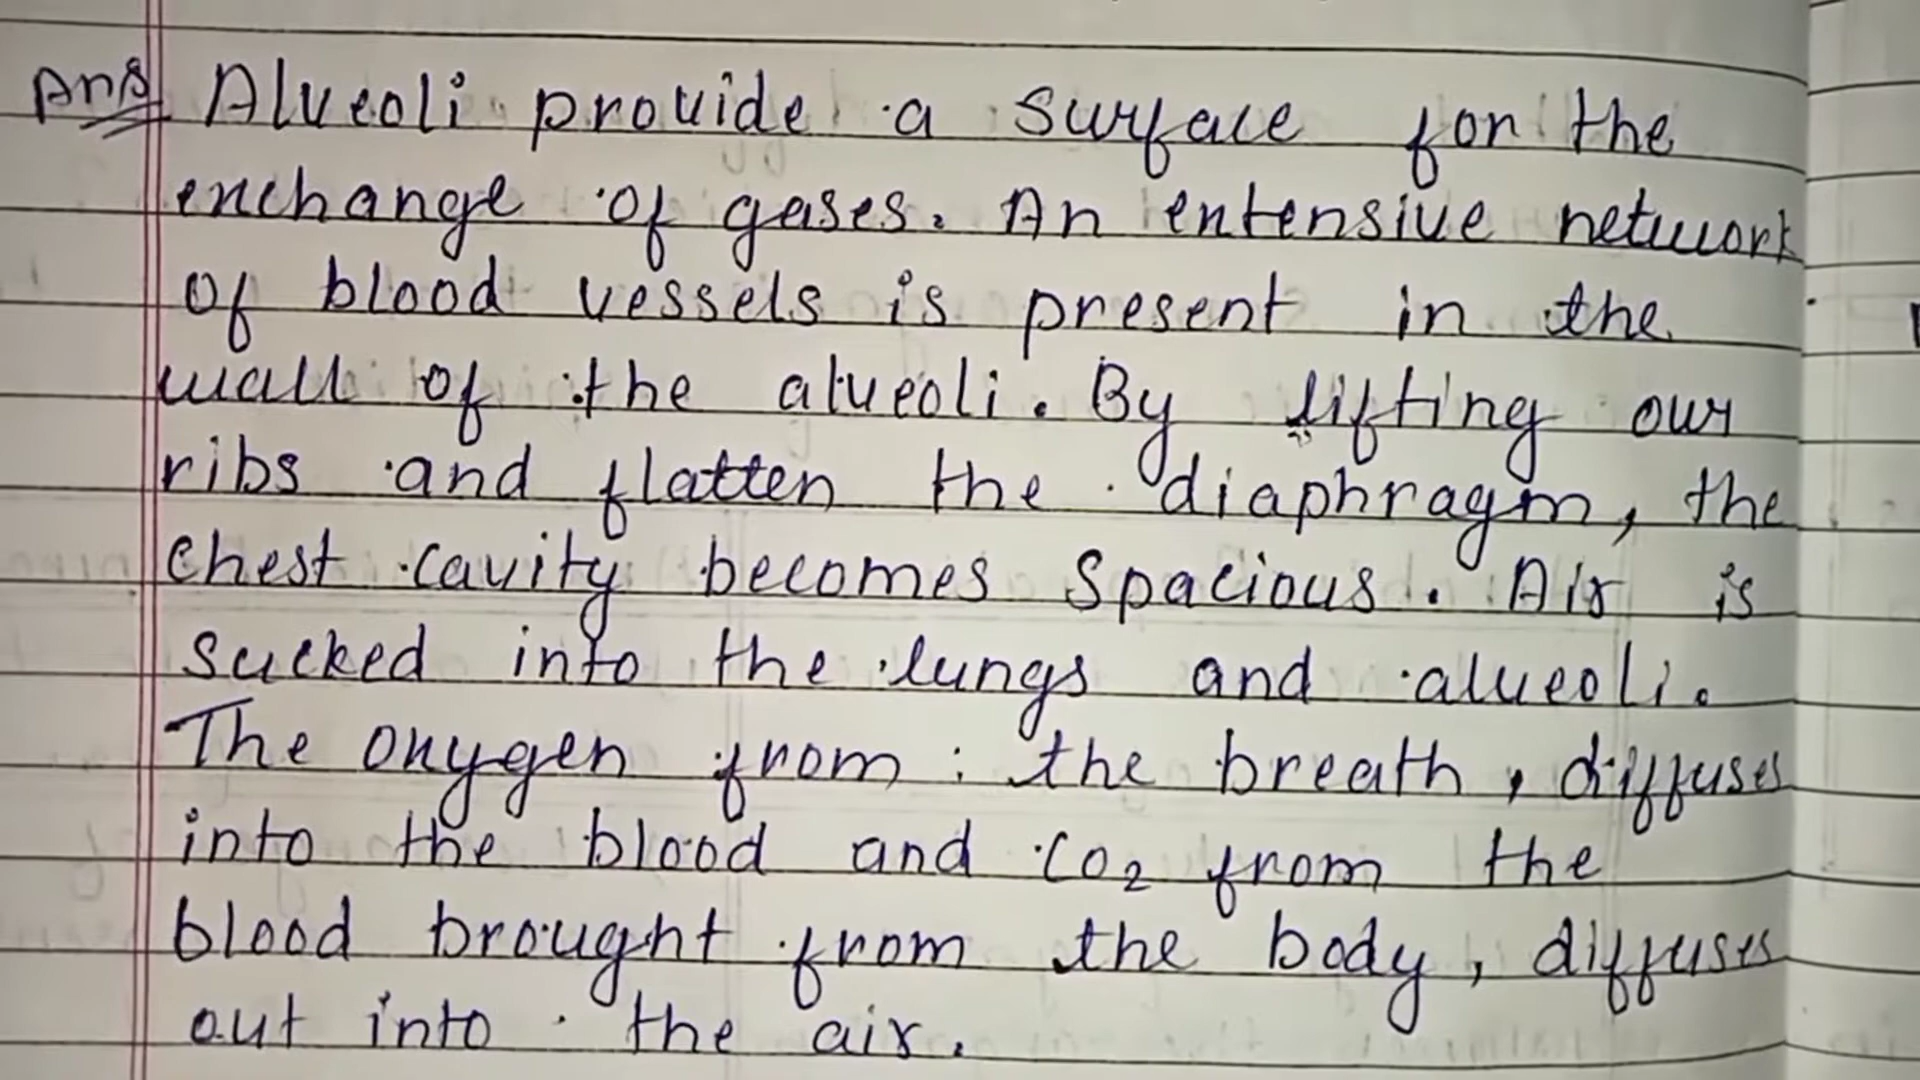 Ans Alveoli provide a surface for the
exchange of gases. An extensive network
of blood vessels is present in the
wall of the alveoli. By lifting our
ribs and flatten the diaphragm, the
chest cavity becomes spacious. Air is
sucked into the lungs and alveoli.
The oxygen from the breath, diffuses
into the blood and CO₂ from the
blood brought from the body, diffuses
out into the air.